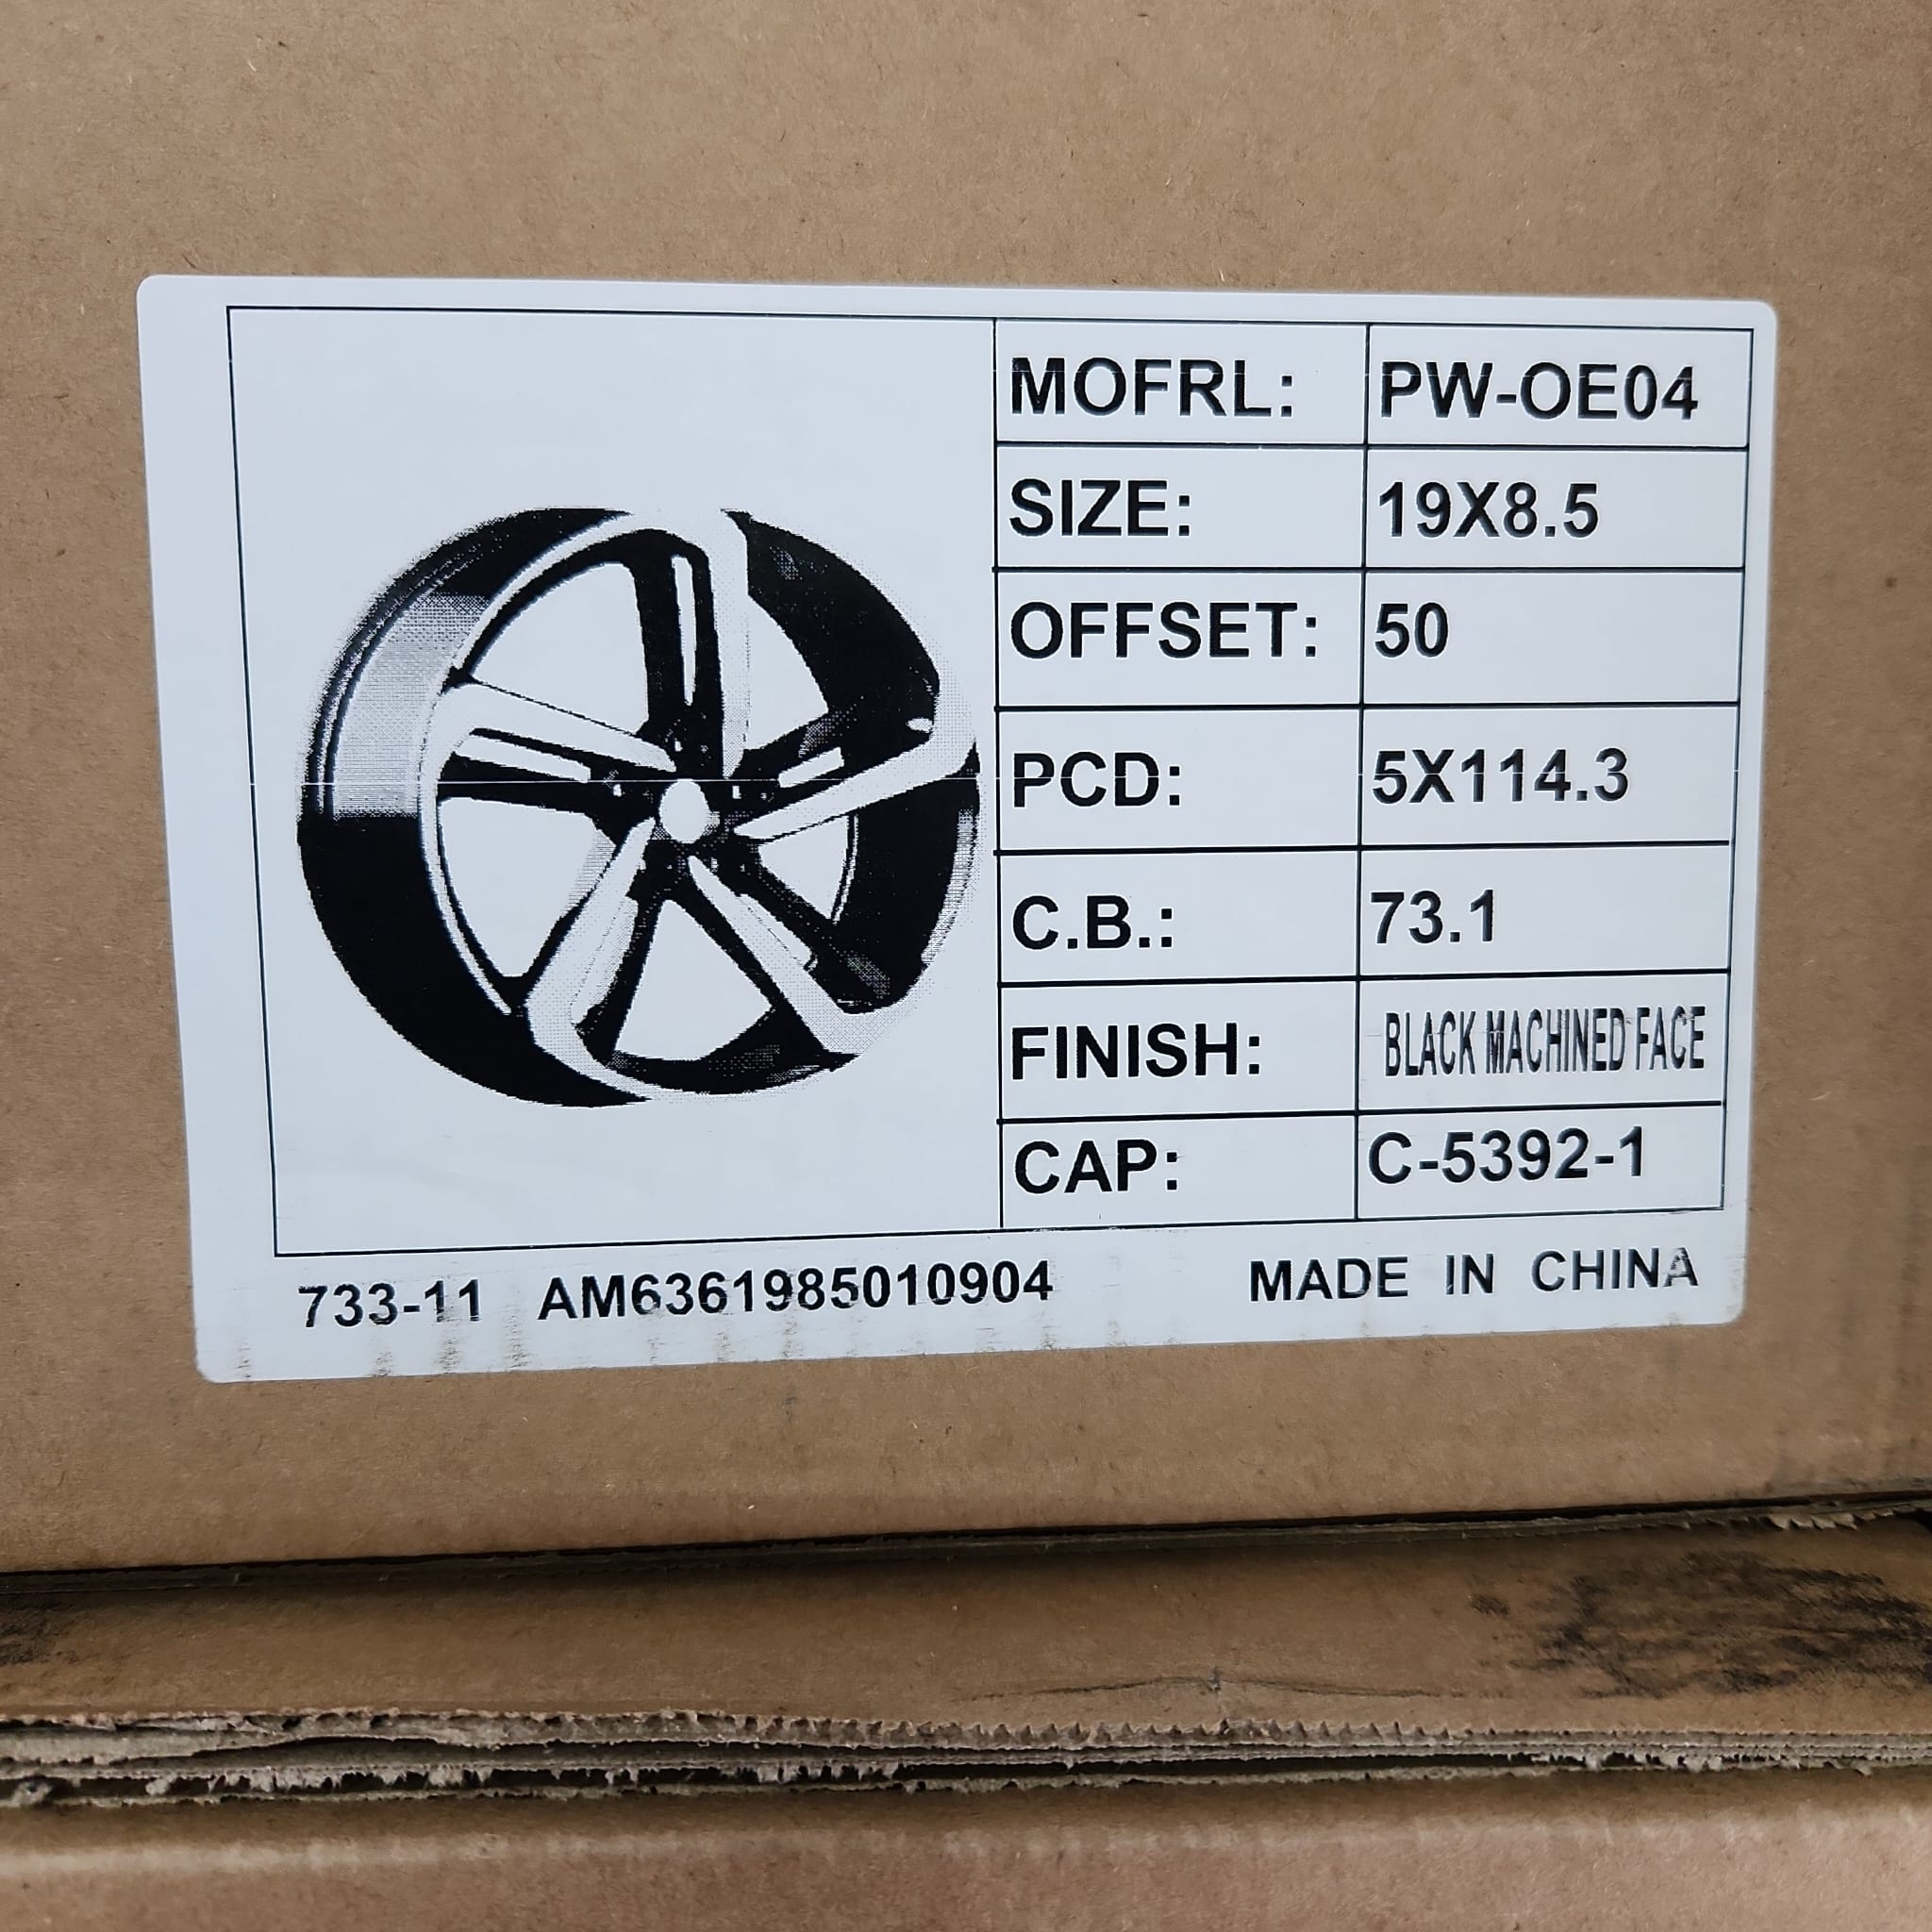 MOFRL: PW-OE04
SIZE: 19X8.5
OFFSET: 50
PCD: 5X114.3
C.B.: 73.1
FINISH: BLACK MACHINED FACE
CAP: C-5392-1
733-11 AM6361985010904 MADE IN CHINA